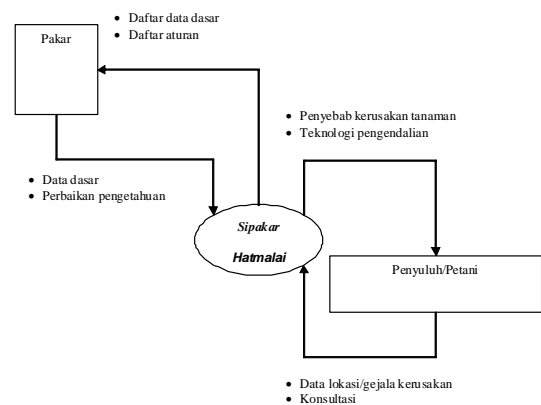 • Daftar data dasar
• Daftar aturan
Pakar
• Penyebab kerusakan tanaman
• Teknologi pengendalian
• Data dasar
• Perbaikan pengetahuan
Sipakar
Hatmalai
Penyuluh/Petani
• Data lokasi/gejala kerusakan
• Konsultasi